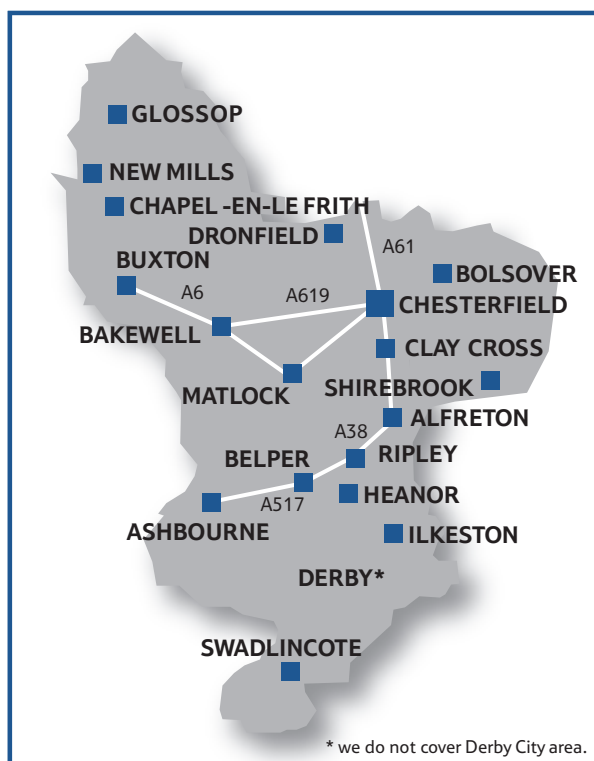 GLOSSOP
NEW MILLS
CHAPEL -EN-LE FRITH
DRONFIELD
A61
BUXTON
BOLSOVER
A6
A619
CHESTERFIELD
BAKEWELL
CLAY CROSS
MATLOCK
SHIREBROOK
ALFRETON
A38
RIPLEY
BELPER
HEANOR
A517
ASHBOURNE
ILKESTON
DERBY*
SWADLINCOTE
* we do not cover Derby City area.